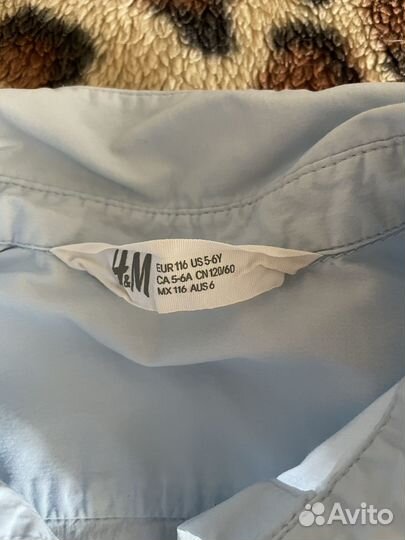 H&M
EUR 116 US 5-6Y
CA 5-6A CN 120/60
MX 116 AUS 6
Avito